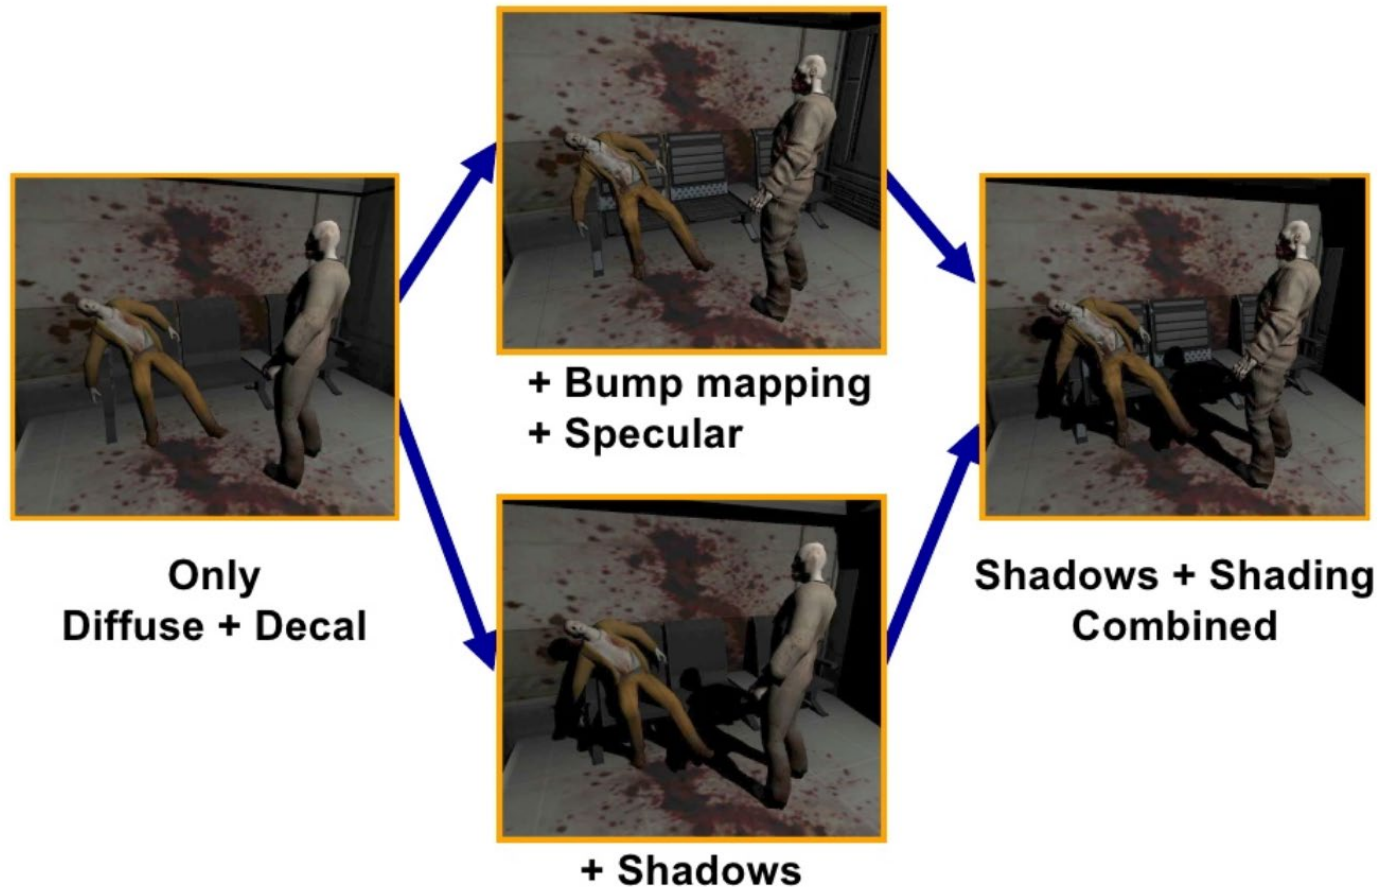 + Bump mapping
+ Specular
Only
Diffuse + Decal
Shadows + Shading
Combined
+ Shadows